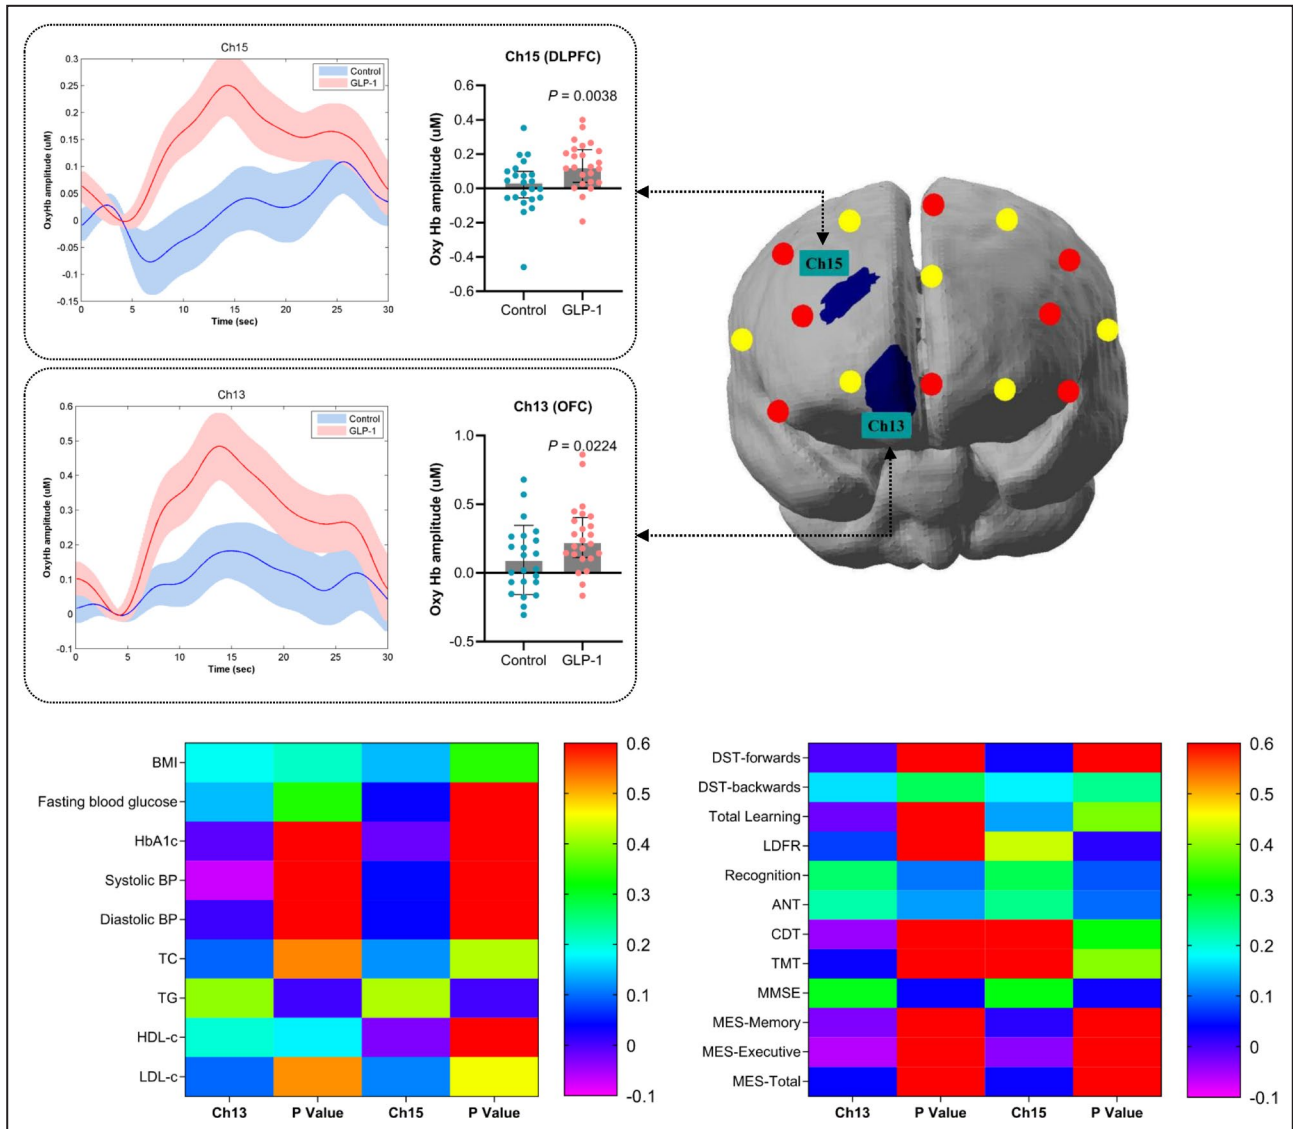 Ch15
0.3
0.25
0.2
0.15
0.1
0.05
0
-0.05
-0.1
-0.15
OxyHb amplitude (uM)
Control
GLP-1
0 5 10 15 20 25 30
Time (sec)
Ch15 (DLPFC)
P = 0.0038
Oxy Hb amplitude (uM)
0.6
0.4
0.2
0.0
-0.2
-0.4
-0.6
Control GLP-1
Ch13
0.6
0.5
0.4
0.3
0.2
0.1
0
-0.1
OxyHb amplitude (uM)
Control
GLP-1
0 5 10 15 20 25 30
Time (sec)
Ch13 (OFC)
P = 0.0224
Oxy Hb amplitude (uM)
1.0
0.5
0.0
-0.5
Control GLP-1
Ch15
Ch13
BMI
Fasting blood glucose
HbA1c
Systolic BP
Diastolic BP
TC
TG
HDL-c
LDL-c
Ch13 P Value Ch15 P Value
0.6
0.5
0.4
0.3
0.2
0.1
0
-0.1
DST-forwards
DST-backwards
Total Learning
LDFR
Recognition
ANT
CDT
TMT
MMSE
MES-Memory
MES-Executive
MES-Total
Ch13 P Value Ch15 P Value
0.6
0.5
0.4
0.3
0.2
0.1
0
-0.1